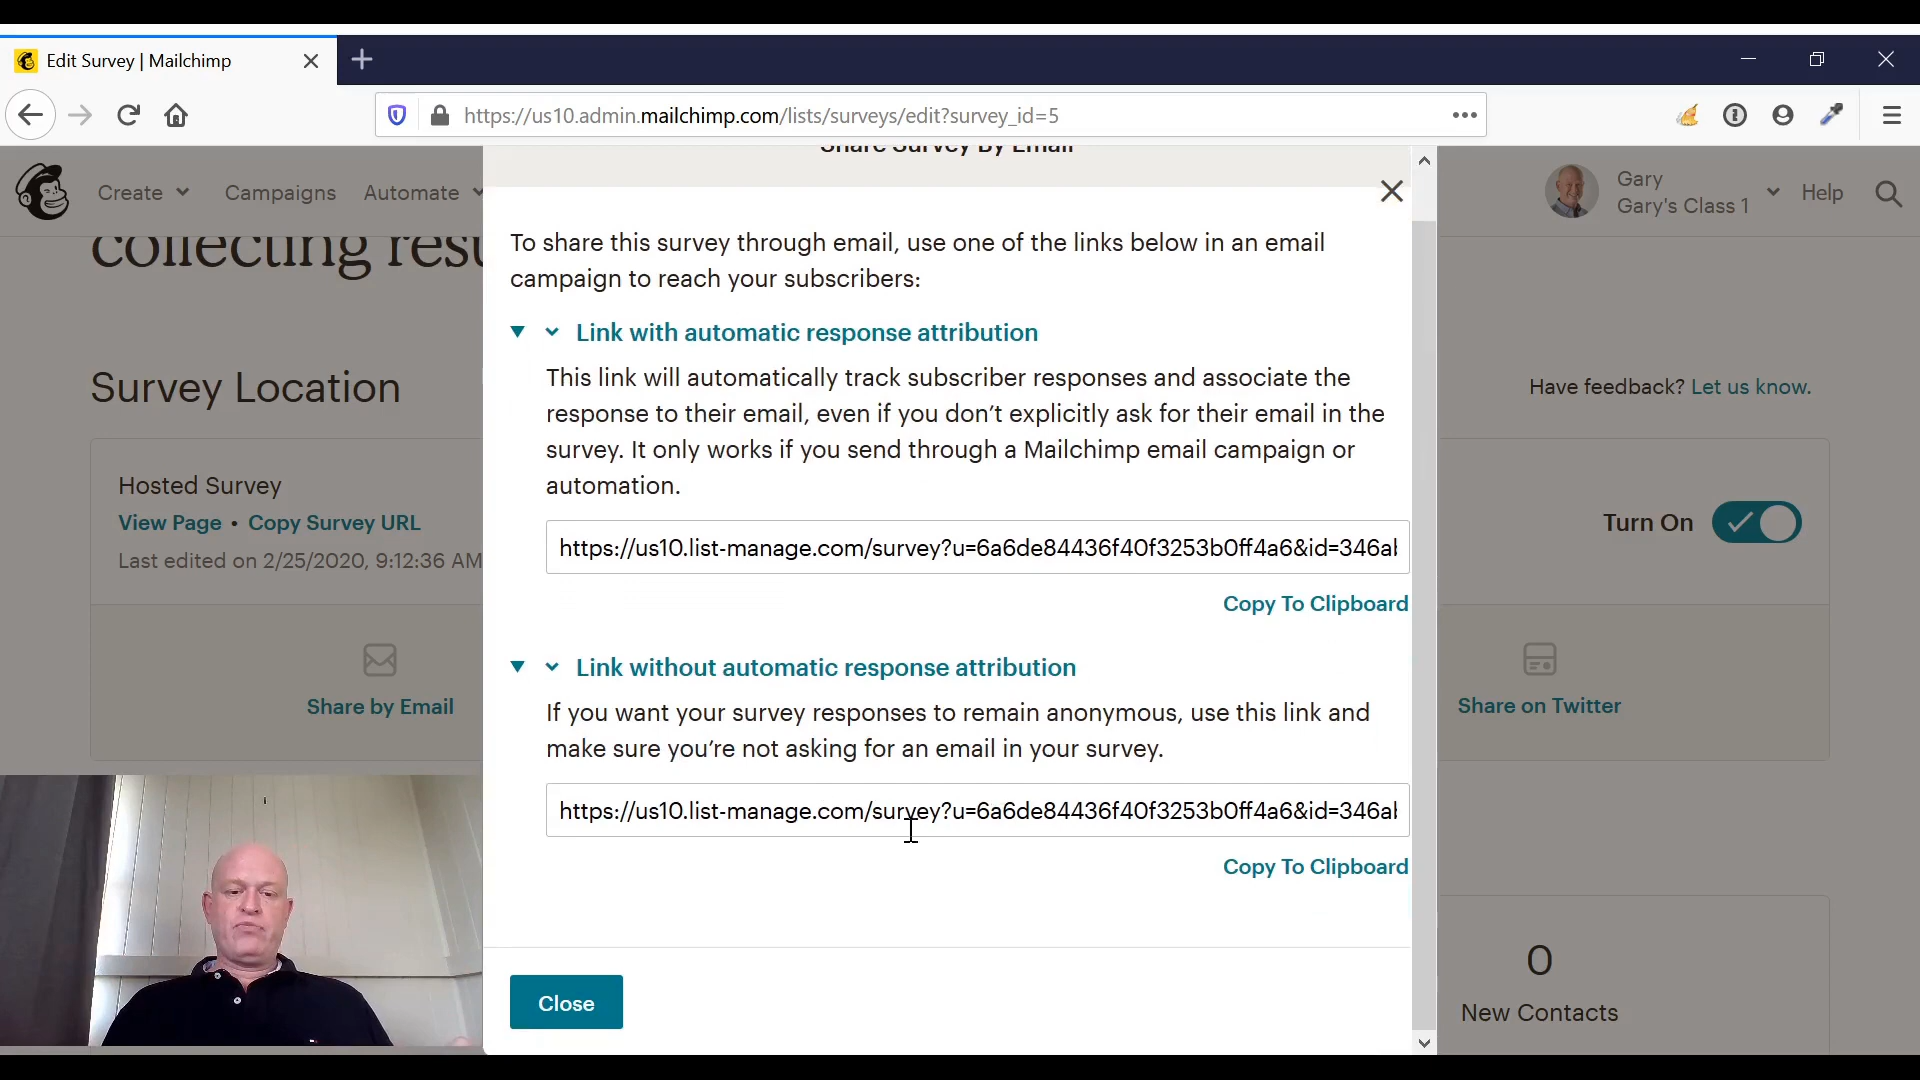 Edit Survey | Mailchimp
https://us10.admin.mailchimp.com/lists/surveys/edit?survey_id=5
Share Survey By Email
Create
Campaigns
Automate
Gary
Gary's Class 1
Help
collecting resu
To share this survey through email, use one of the links below in an email
campaign to reach your subscribers:
Link with automatic response attribution
This link will automatically track subscriber responses and associate the
response to their email, even if you don't explicitly ask for their email in the
survey. It only works if you send through a Mailchimp email campaign or
automation.
https://us10.list-manage.com/survey?u=6a6de84436f40f3253b0ff4a6&id=346a
Copy To Clipboard
Link without automatic response attribution
If you want your survey responses to remain anonymous, use this link and
make sure you're not asking for an email in your survey.
https://us10.list-manage.com/survey?u=6a6de84436f40f3253b0ff4a6&id=346a
Copy To Clipboard
Close
Survey Location
Have feedback? Let us know.
Hosted Survey
View Page • Copy Survey URL
Last edited on 2/25/2020, 9:12:36 AM
Turn On
Share by Email
Share on Twitter
0
New Contacts